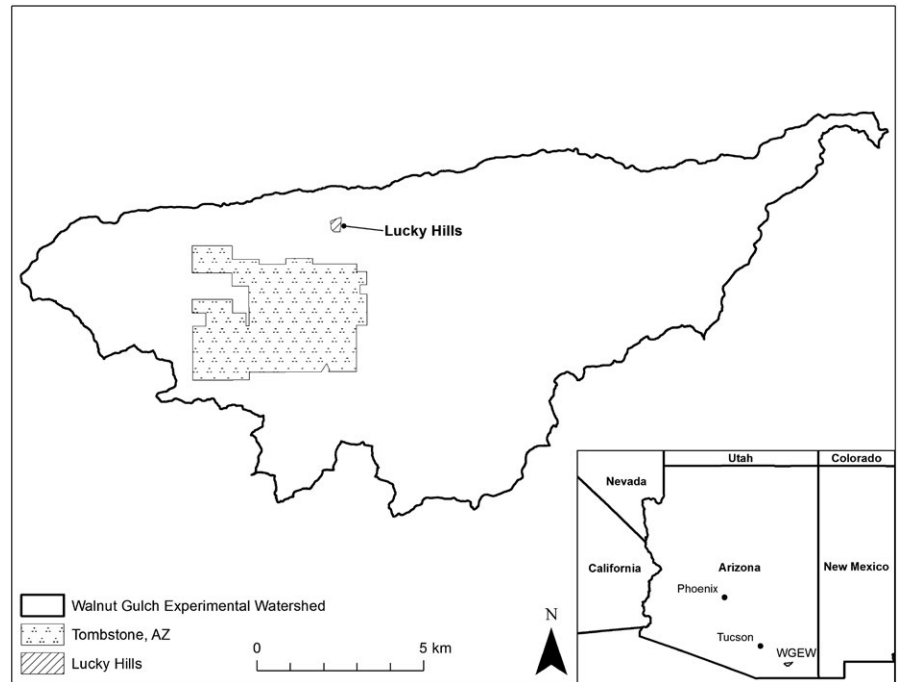 Lucky Hills
Utah
Colorado
Nevada
California
Arizona
New Mexico
Phoenix
Tucson
WGEW
Walnut Gulch Experimental Watershed
Tombstone, AZ
Lucky Hills
0 5 km
N